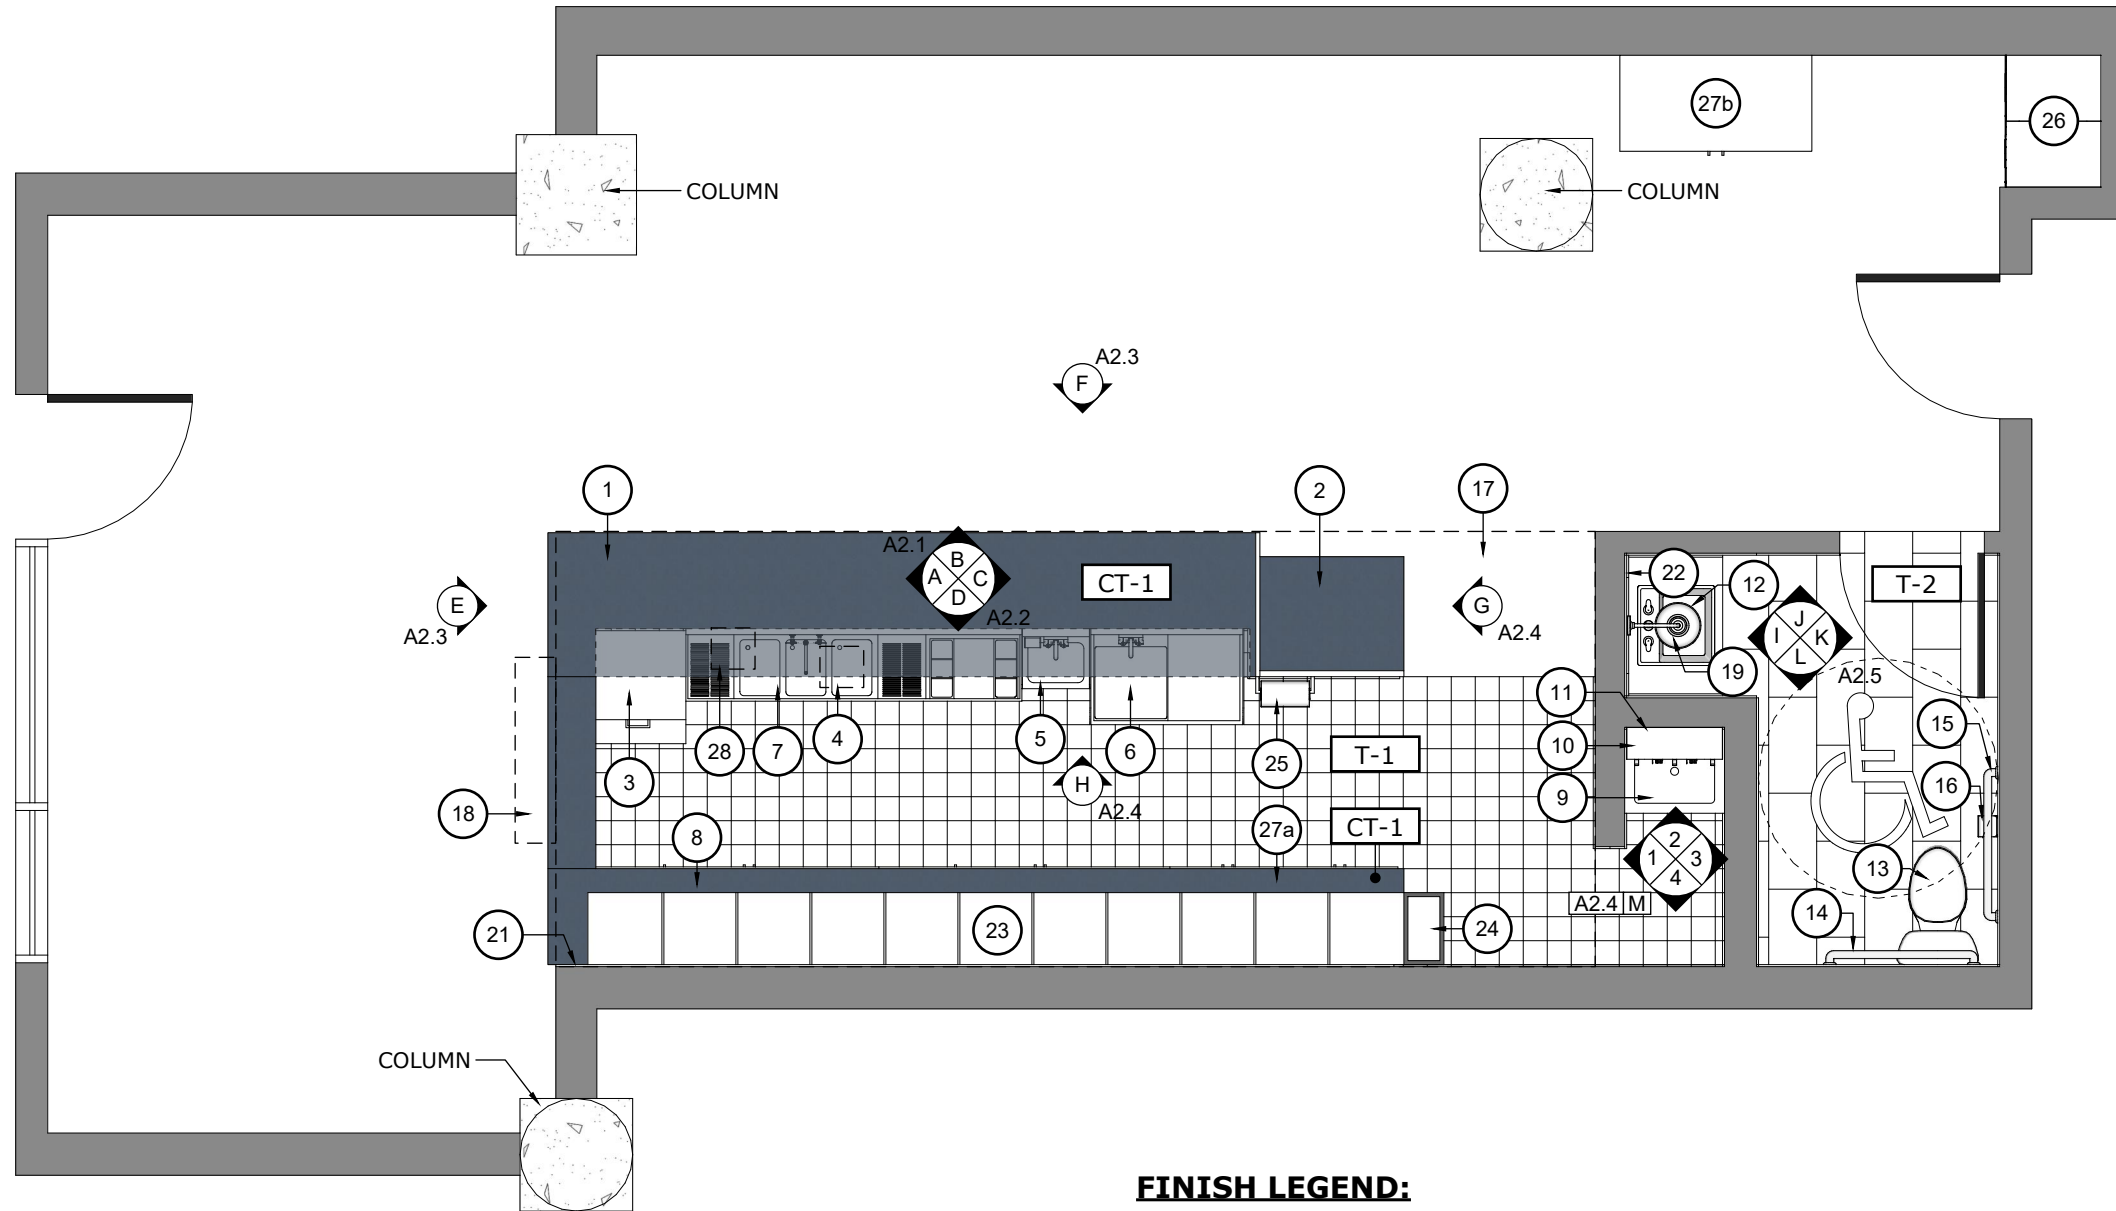 27b
26
COLUMN
COLUMN
A2.3
F
1
2
17
A2.1
B
A
C
D
A2.2
CT-1
E
A2.3
G
A2.4
22
12
T-2
J
I
K
L
A2.5
19
11
10
15
16
3
28
7
4
5
6
25
T-1
H
A2.4
9
18
8
27a
CT-1
2
1
3
4
13
A2.4 M
14
21
23
24
COLUMN
FINISH LEGEND: